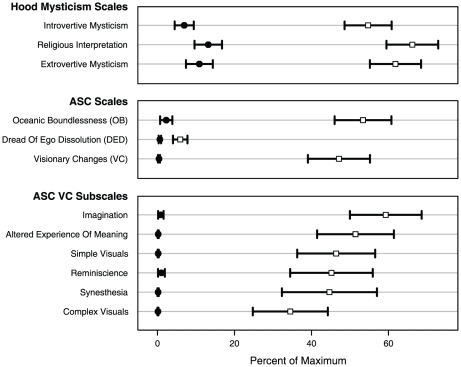 Hood Mysticism Scales
Introvertive Mysticism
Religious Interpretation
Extrovertive Mysticism
ASC Scales
Oceanic Boundlessness (OB)
Dread Of Ego Dissolution (DED)
Visionary Changes (VC)
ASC VC Subscales
Imagination
Altered Experience Of Meaning
Simple Visuals
Reminiscience
Synesthesia
Complex Visuals
0 20 40 60
Percent of Maximum